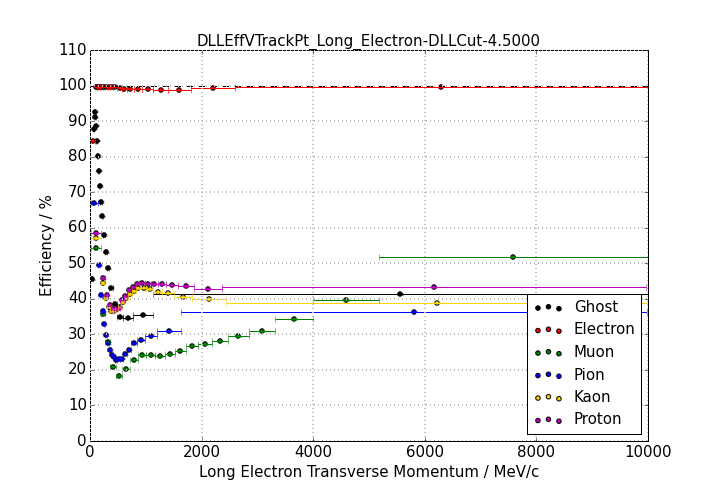 DLLEffVTrackPt_Long_Electron-DLLCut-4.5000
110
100
90
80
70
60
50
40
30
20
10
0
Efficiency / %
Ghost
Electron
Muon
Pion
Kaon
Proton
0 2000 4000 6000 8000 10000
Long Electron Transverse Momentum / MeV/c